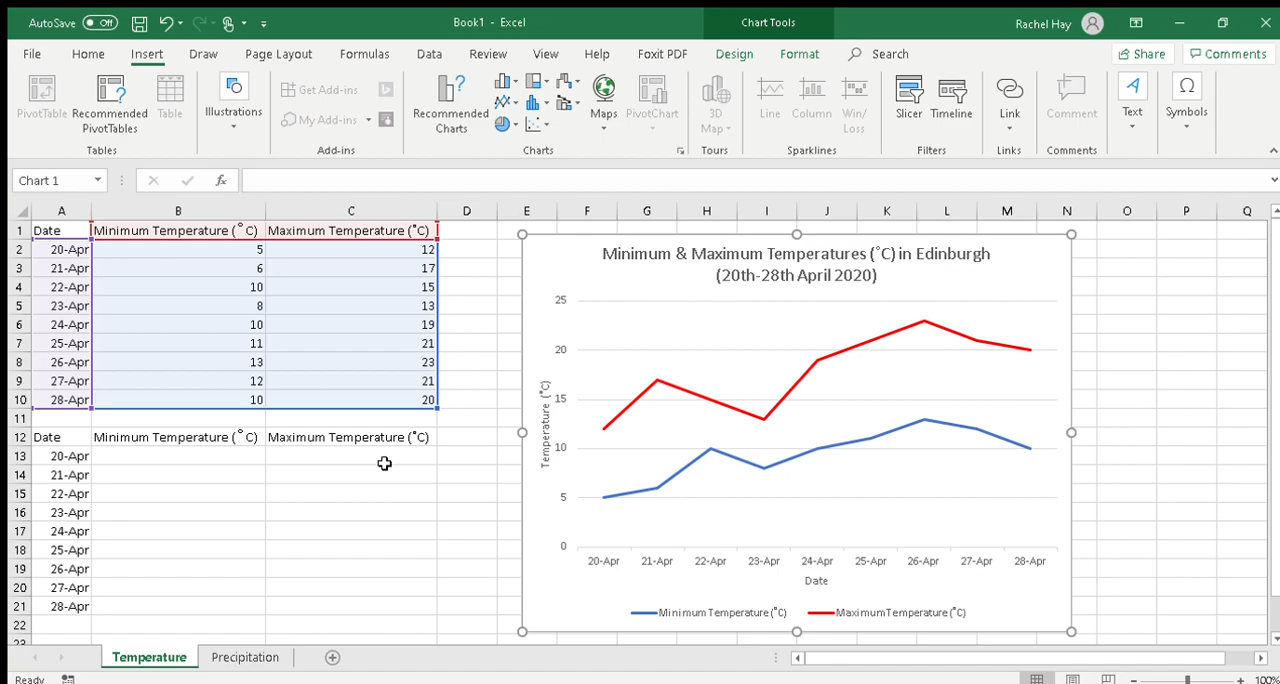 AutoSave Off Book1 - Excel Chart Tools Rachel Hay
File Home Insert Draw Page Layout Formulas Data Review View Help Foxit PDF Design Format Search Share Comments
PivotTable Recommended PivotTables Table
Illustrations
Get Add-ins
My Add-ins
Recommended Charts
Maps PivotChart
3D Map
Line Column Win/Loss
Slicer Timeline
Link
Comment
Text
Symbols
Tables Add-ins Charts Tours Sparklines Filters Links Comments
Chart 1 fx
A B C D E F G H I J K L M N O P Q
1 Date Minimum Temperature (˚C) Maximum Temperature (˚C)
2 20-Apr 5 12
3 21-Apr 6 17
4 22-Apr 10 15
5 23-Apr 8 13
6 24-Apr 10 19
7 25-Apr 11 21
8 26-Apr 13 23
9 27-Apr 12 21
10 28-Apr 10 20
11
12 Date Minimum Temperature (˚C) Maximum Temperature (˚C)
13 20-Apr
14 21-Apr
15 22-Apr
16 23-Apr
17 24-Apr
18 25-Apr
19 26-Apr
20 27-Apr
21 28-Apr
22
23
Minimum & Maximum Temperatures (˚C) in Edinburgh
(20th-28th April 2020)
Temperature (˚C)
25
20
15
10
5
0
20-Apr 21-Apr 22-Apr 23-Apr 24-Apr 25-Apr 26-Apr 27-Apr 28-Apr
Date
Minimum Temperature (˚C) Maximum Temperature (˚C)
Temperature Precipitation
Ready 100%